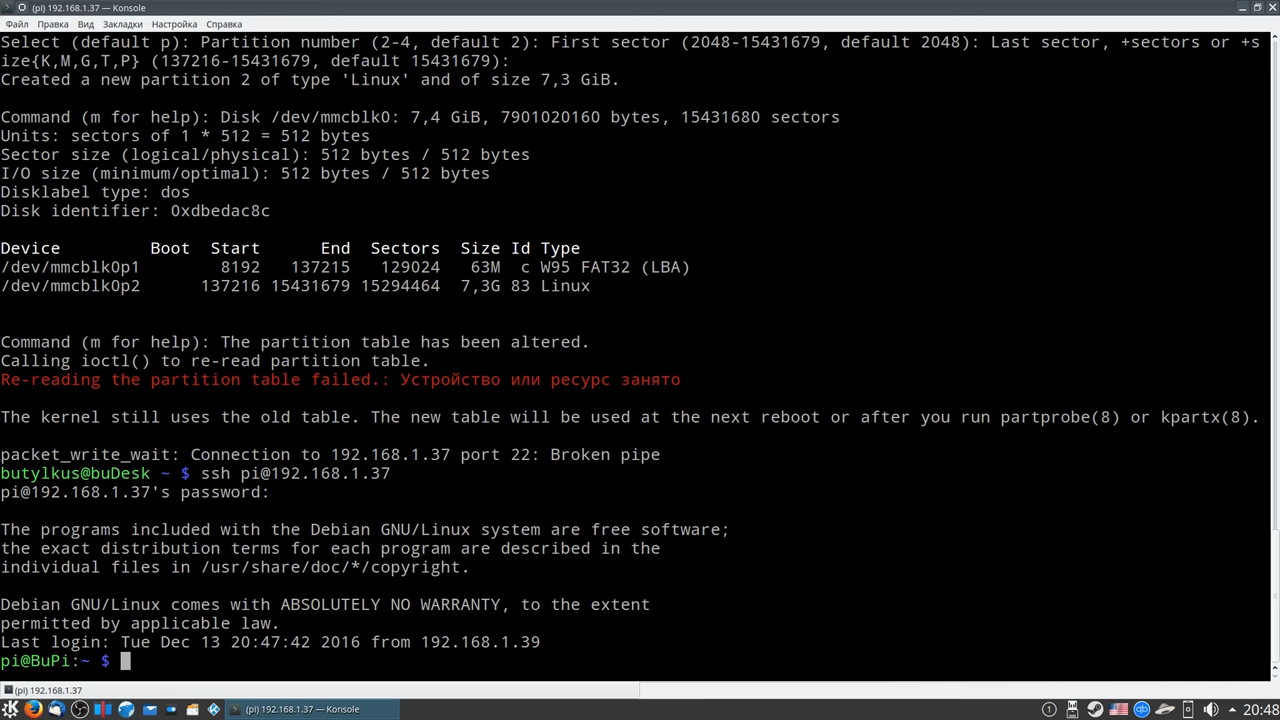 (pi) 192.168.1.37 — Konsole
Файл Правка Вид Закладки Настройка Справка
Select (default p): Partition number (2-4, default 2): First sector (2048-15431679, default 2048): Last sector, +sectors or +s
ize{K,M,G,T,P} (137216-15431679, default 15431679):
Created a new partition 2 of type 'Linux' and of size 7,3 GiB.
Command (m for help): Disk /dev/mmcblk0: 7,4 GiB, 7901020160 bytes, 15431680 sectors
Units: sectors of 1 * 512 = 512 bytes
Sector size (logical/physical): 512 bytes / 512 bytes
I/O size (minimum/optimal): 512 bytes / 512 bytes
Disklabel type: dos
Disk identifier: 0xdbedac8c
Device Boot Start End Sectors Size Id Type
/dev/mmcblk0p1 8192 137215 129024 63M c W95 FAT32 (LBA)
/dev/mmcblk0p2 137216 15431679 15294464 7,3G 83 Linux
Command (m for help): The partition table has been altered.
Calling ioctl() to re-read partition table.
Re-reading the partition table failed.: Устройство или ресурс занято
The kernel still uses the old table. The new table will be used at the next reboot or after you run partprobe(8) or kpartx(8).
packet_write_wait: Connection to 192.168.1.37 port 22: Broken pipe
butylkus@buDesk ~ $ ssh pi@192.168.1.37
pi@192.168.1.37's password:
The programs included with the Debian GNU/Linux system are free software;
the exact distribution terms for each program are described in the
individual files in /usr/share/doc/*/copyright.
Debian GNU/Linux comes with ABSOLUTELY NO WARRANTY, to the extent
permitted by applicable law.
Last login: Tue Dec 13 20:47:42 2016 from 192.168.1.39
pi@BuPi:~ $
(pi) 192.168.1.37
(pi) 192.168.1.37 — Konsole
1
20:48